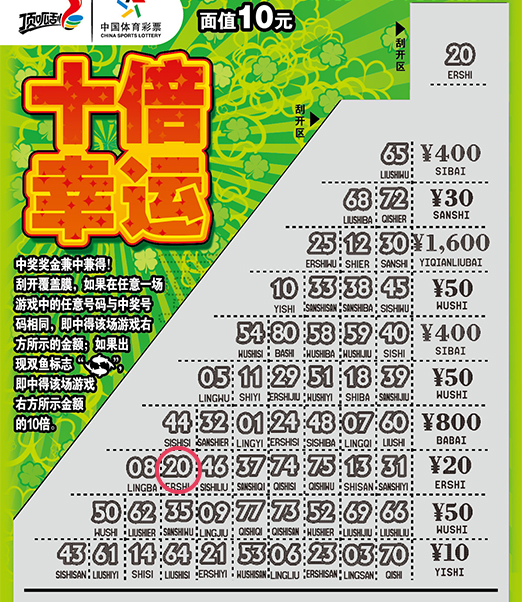 顶呱刮
中国体育彩票
CHINA SPORTS LOTTERY
面值10元
刮开区
20
ERSHI
刮开区
十倍
幸运
中奖奖金兼中兼得!
刮开覆盖膜,如果在任意一场
游戏中的任意号码与中奖号
码相同,即中得该场游戏右
方所示的金额;如果出
现双鱼标志“ ”,
即中得该场游戏
右方所示金额
的10倍。
65 ¥400
LIUSHIWU SIBAI
68 72 ¥30
LIUSHIBA QISHIER SANSHI
25 12 30 ¥1,600
ERSHIWU SHIER SANSHI YIQIANLIUBAI
10 33 38 45 ¥50
YISHI SANSHISAN SANSHIBA SISHIWU WUSHI
54 80 58 59 40 ¥400
WUSHISI BASHI WUSHIBA WUSHIJIU SISHI SIBAI
05 11 29 51 18 39 ¥50
LINGWU SHIYI ERSHIJIU WUSHIYI SHIBA SANSHIJIU WUSHI
44 32 01 24 48 07 60 ¥800
SISHISI SANSHIER LINGYI ERSHISI SISHIBA LINGQI LIUSHI BABAI
08 20 46 37 74 75 13 31 ¥20
LINGBA ERSHI SISHILIU SANSHIQI QISHISI QISHIWU SHISAN SANSHIYI ERSHI
50 62 35 09 77 73 52 69 66 ¥50
WUSHI LIUSHIER SANSHIWU LINGJIU QISHIQI QISHISAN WUSHIER LIUSHIJIU LIUSHILIU WUSHI
43 61 14 64 21 53 06 23 03 70 ¥10
SISHISAN LIUSHIYI SHISI LIUSHISI ERSHIYI WUSHISAN LINGLIU ERSHISAN LINGSAN QISHI YISHI